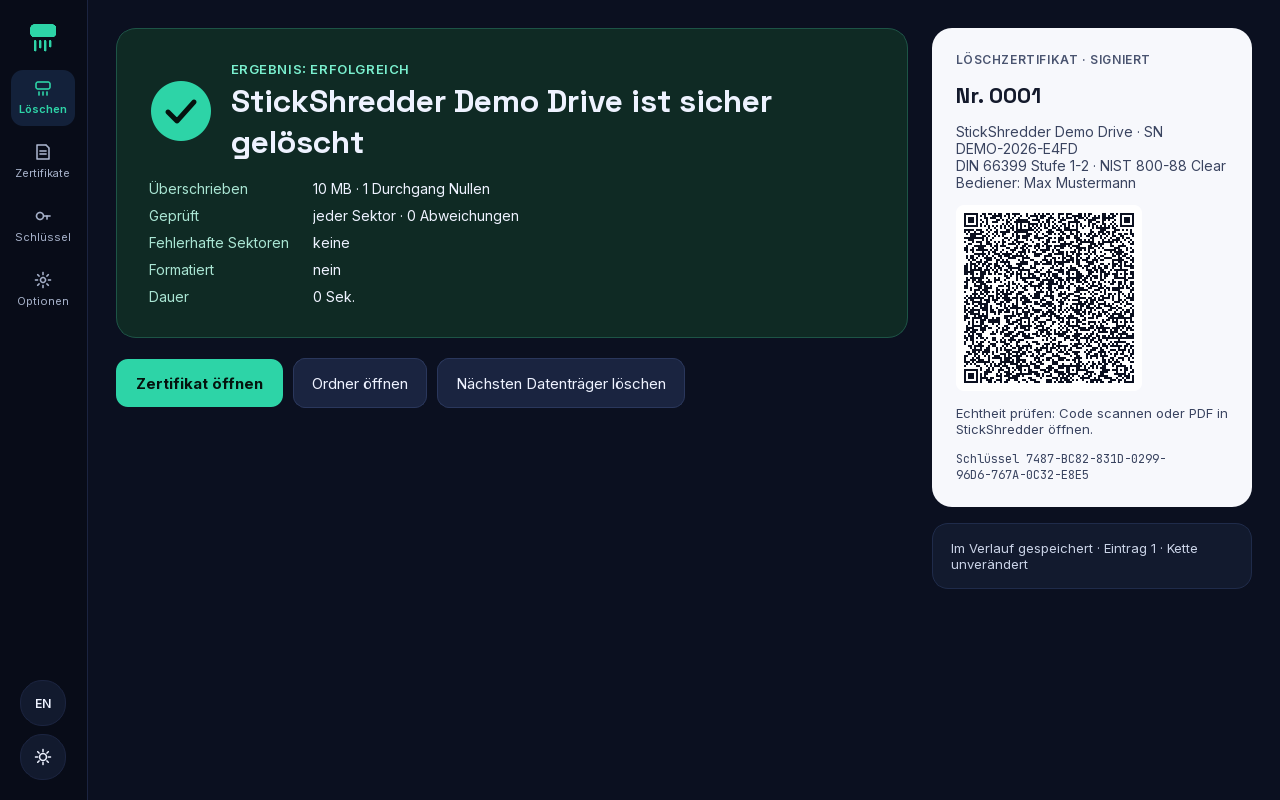 Löschen
Zertifikate
Schlüssel
Optionen
EN
ERGEBNIS: ERFOLGREICH
StickShredder Demo Drive ist sicher
gelöscht
Überschrieben 10 MB · 1 Durchgang Nullen
Geprüft jeder Sektor · 0 Abweichungen
Fehlerhafte Sektoren keine
Formatiert nein
Dauer 0 Sek.
Zertifikat öffnen
Ordner öffnen
Nächsten Datenträger löschen
LÖSCHZERTIFIKAT · SIGNIERT
Nr. 0001
StickShredder Demo Drive · SN
DEMO-2026-E4FD
DIN 66399 Stufe 1-2 · NIST 800-88 Clear
Bediener: Max Mustermann
Echtheit prüfen: Code scannen oder PDF in
StickShredder öffnen.
Schlüssel 7487-BC82-831D-0299-
96D6-767A-0C32-E8E5
Im Verlauf gespeichert · Eintrag 1 · Kette
unverändert